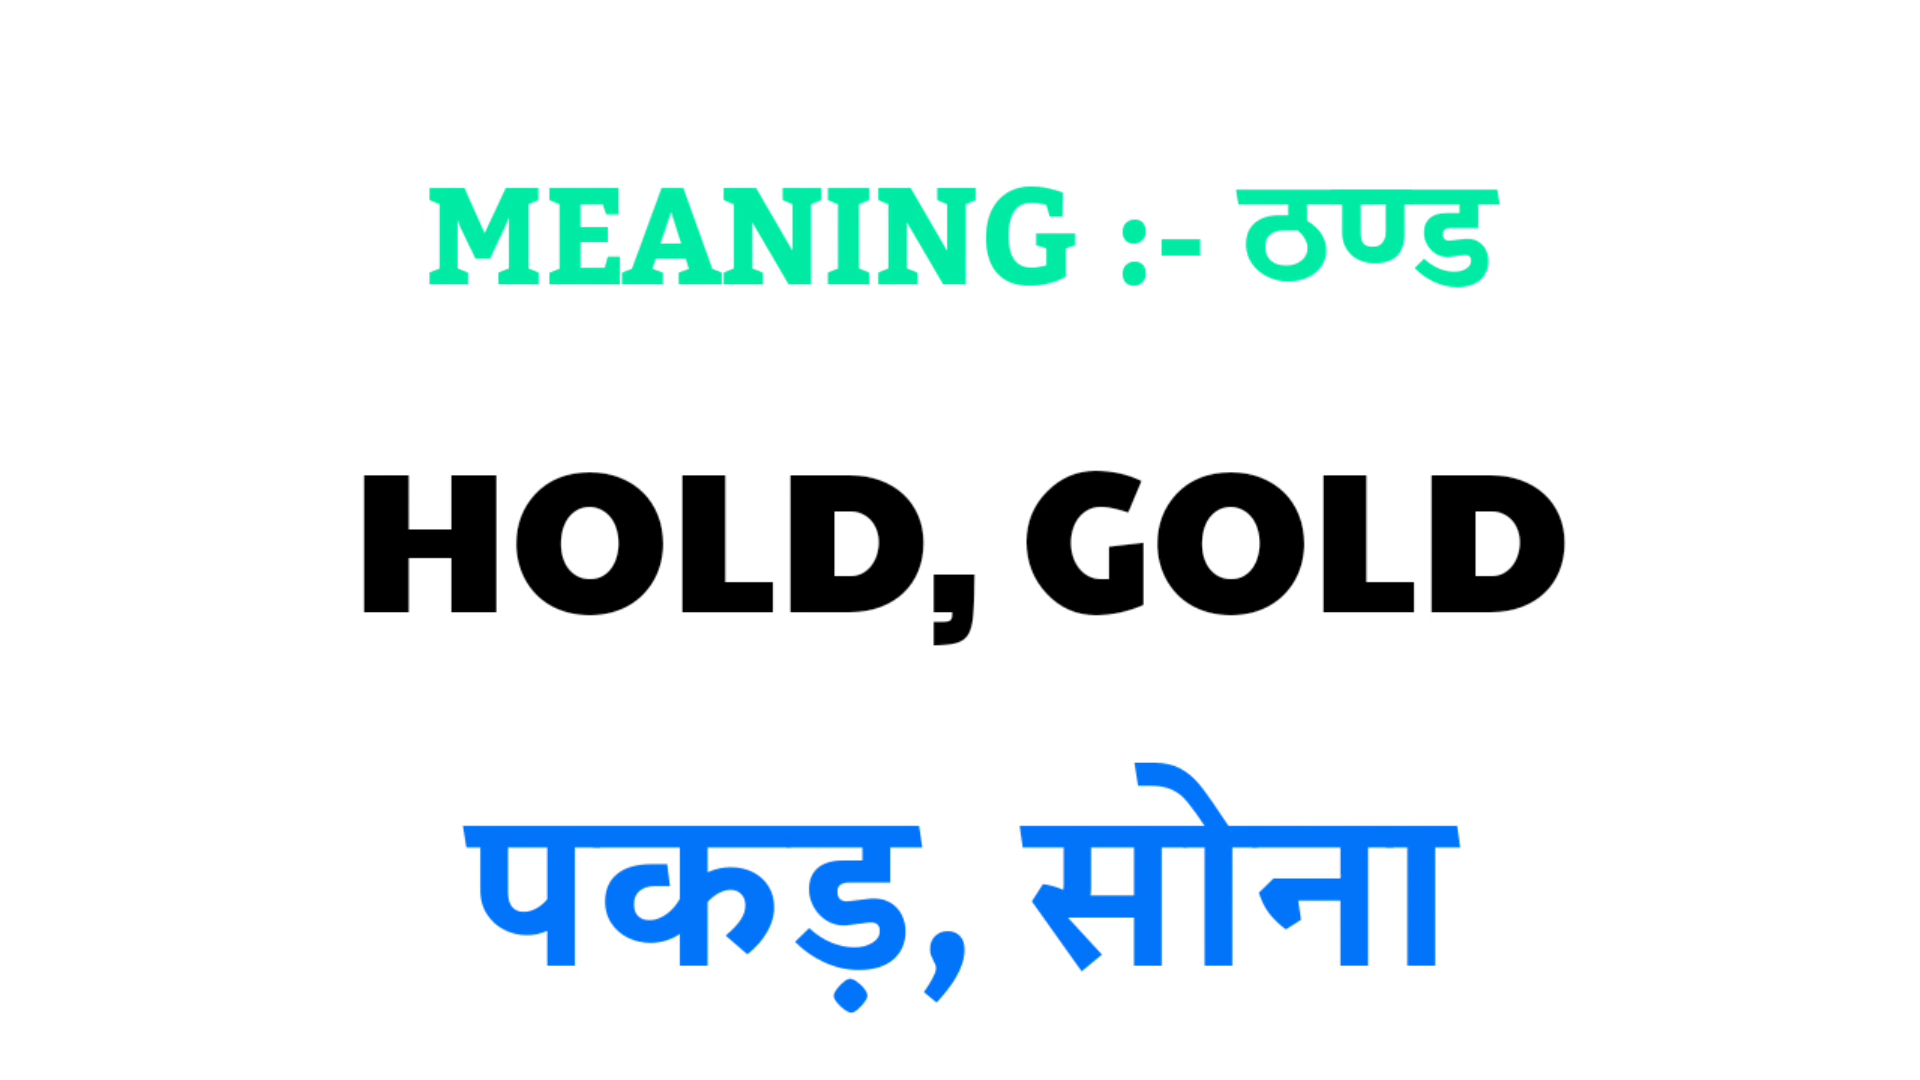 MEANING :- ठण्ड
HOLD, GOLD
पकड़, सोना